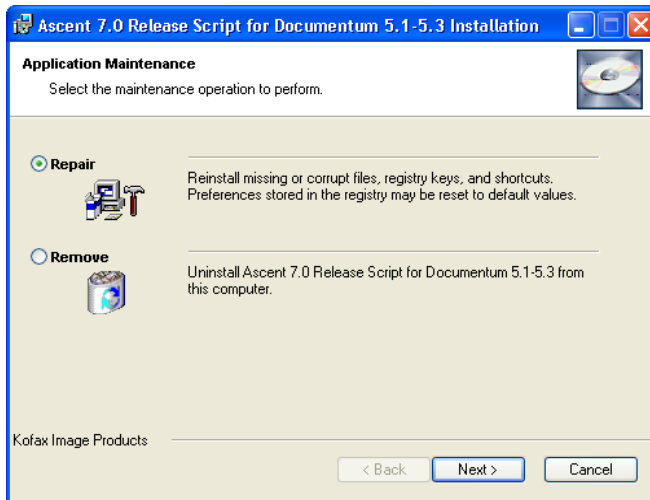 Ascent 7.0 Release Script for Documentum 5.1-5.3 Installation
Application Maintenance
Select the maintenance operation to perform.
Repair
Reinstall missing or corrupt files, registry keys, and shortcuts.
Preferences stored in the registry may be reset to default values.
Remove
Uninstall Ascent 7.0 Release Script for Documentum 5.1-5.3 from
this computer.
Kofax Image Products
< Back
Next >
Cancel